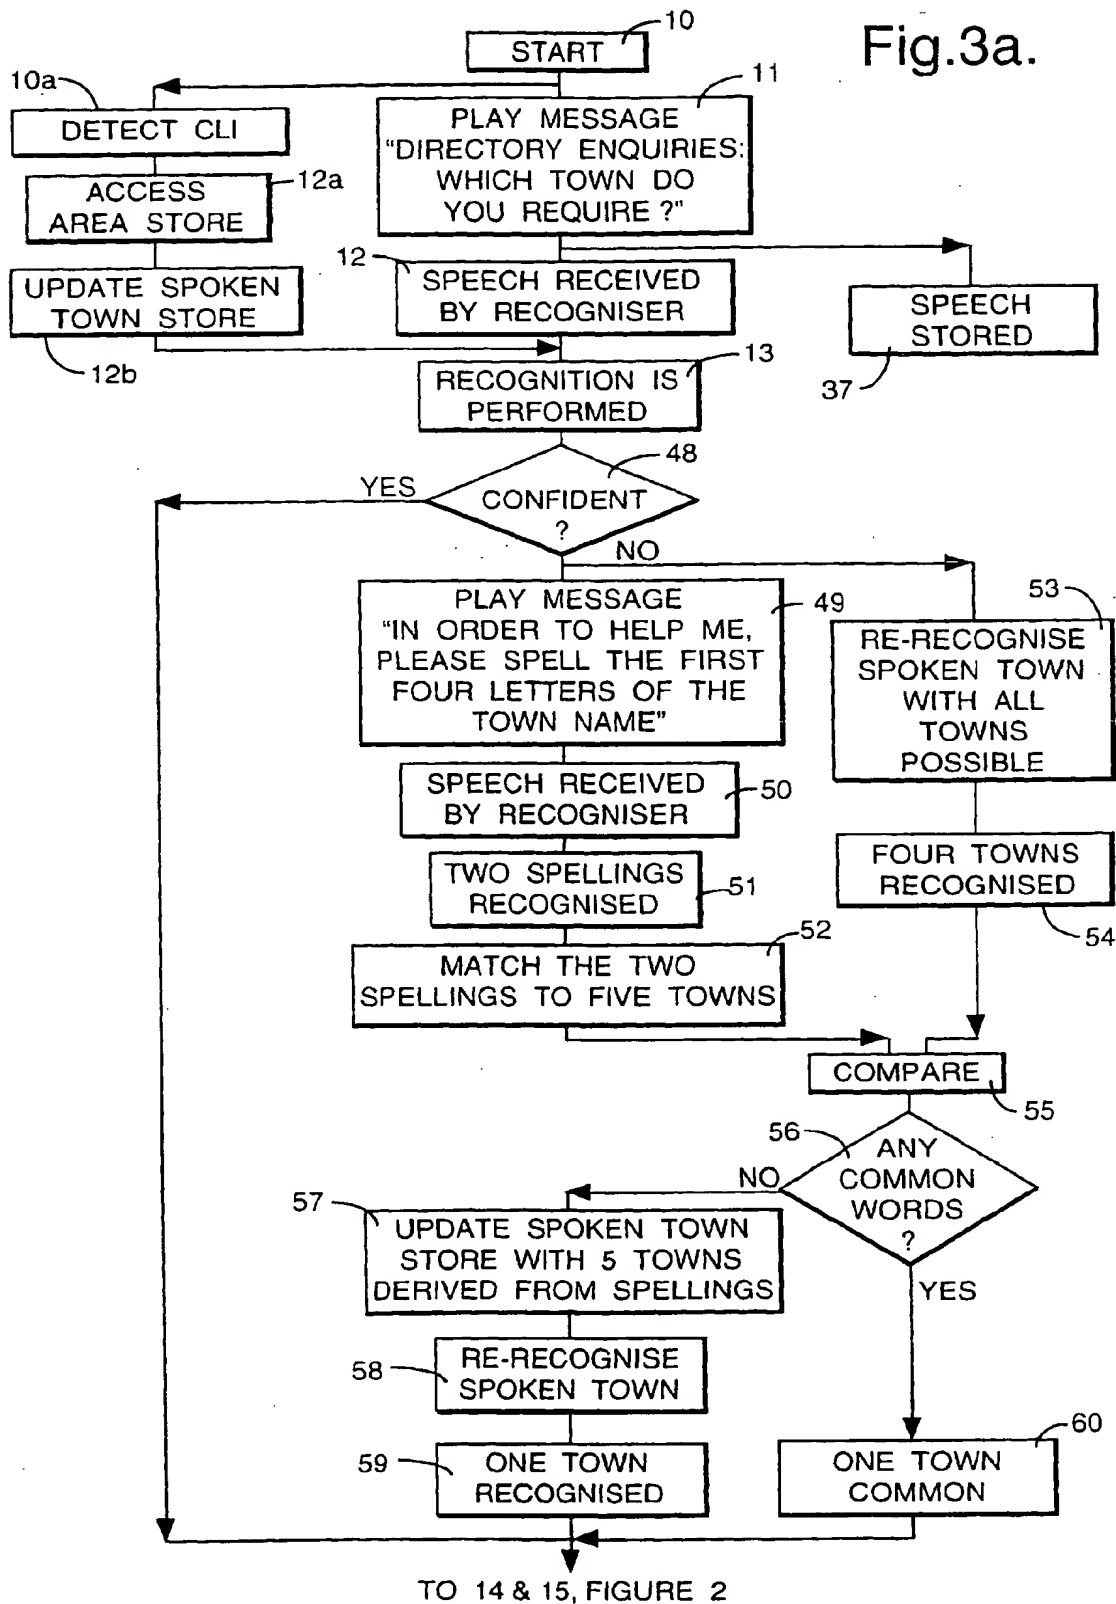 Fig.3a.
10
START
10a
11
DETECT CLI
PLAY MESSAGE
"DIRECTORY ENQUIRIES:
WHICH TOWN DO
YOU REQUIRE ?"
12a
ACCESS
AREA STORE
12
UPDATE SPOKEN
TOWN STORE
12b
SPEECH RECEIVED
BY RECOGNISER
SPEECH
STORED
37
13
RECOGNITION IS
PERFORMED
48
YES
CONFIDENT
?
NO
PLAY MESSAGE
"IN ORDER TO HELP ME,
PLEASE SPELL THE FIRST
FOUR LETTERS OF THE
TOWN NAME"
49
53
RE-RECOGNISE
SPOKEN TOWN
WITH ALL
TOWNS
POSSIBLE
SPEECH RECEIVED
BY RECOGNISER
50
TWO SPELLINGS
RECOGNISED
51
FOUR TOWNS
RECOGNISED
54
52
MATCH THE TWO
SPELLINGS TO FIVE TOWNS
COMPARE
55
56
ANY
COMMON
WORDS
?
NO
YES
57
UPDATE SPOKEN TOWN
STORE WITH 5 TOWNS
DERIVED FROM SPELLINGS
58
RE-RECOGNISE
SPOKEN TOWN
59
ONE TOWN
RECOGNISED
60
ONE TOWN
COMMON
TO 14 & 15, FIGURE 2